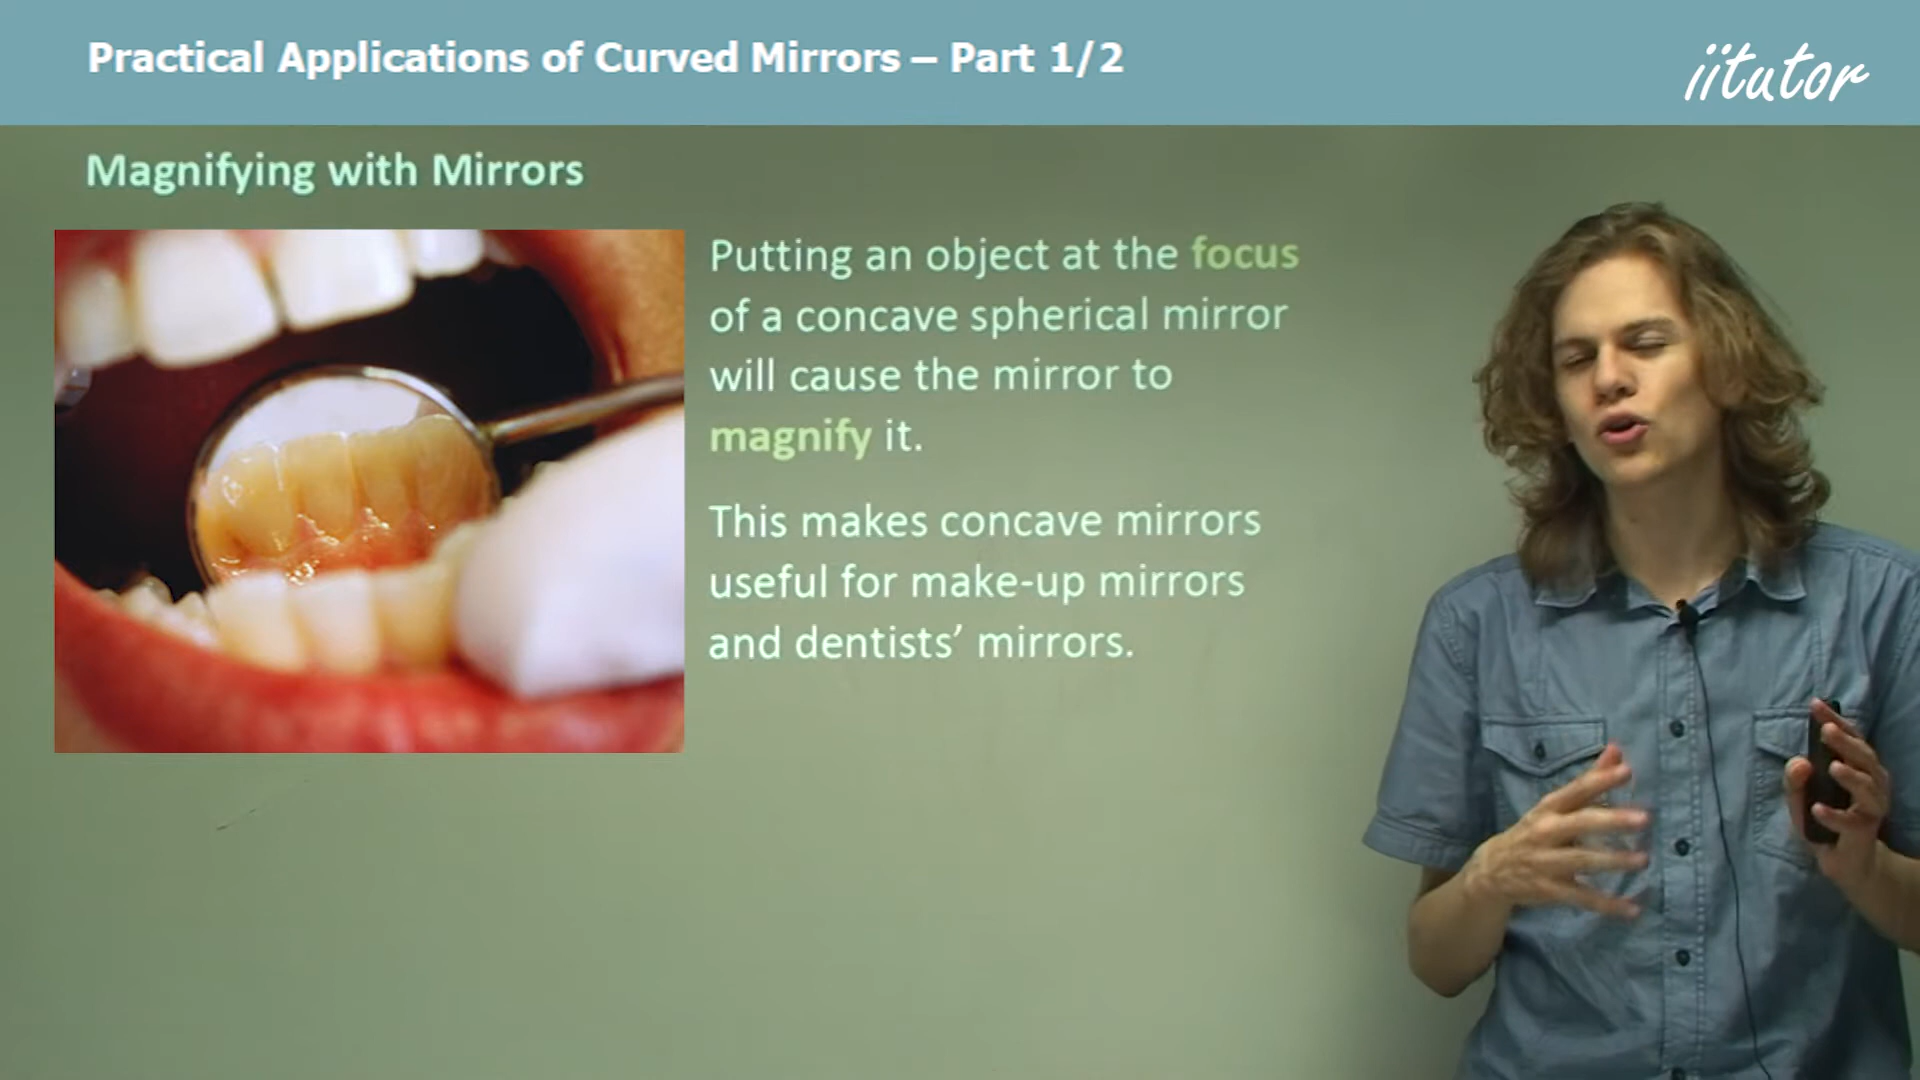 Practical Applications of Curved Mirrors – Part 1/2
iitutor
Magnifying with Mirrors
Putting an object at the focus
of a concave spherical mirror
will cause the mirror to
magnify it.
This makes concave mirrors
useful for make-up mirrors
and dentists’ mirrors.